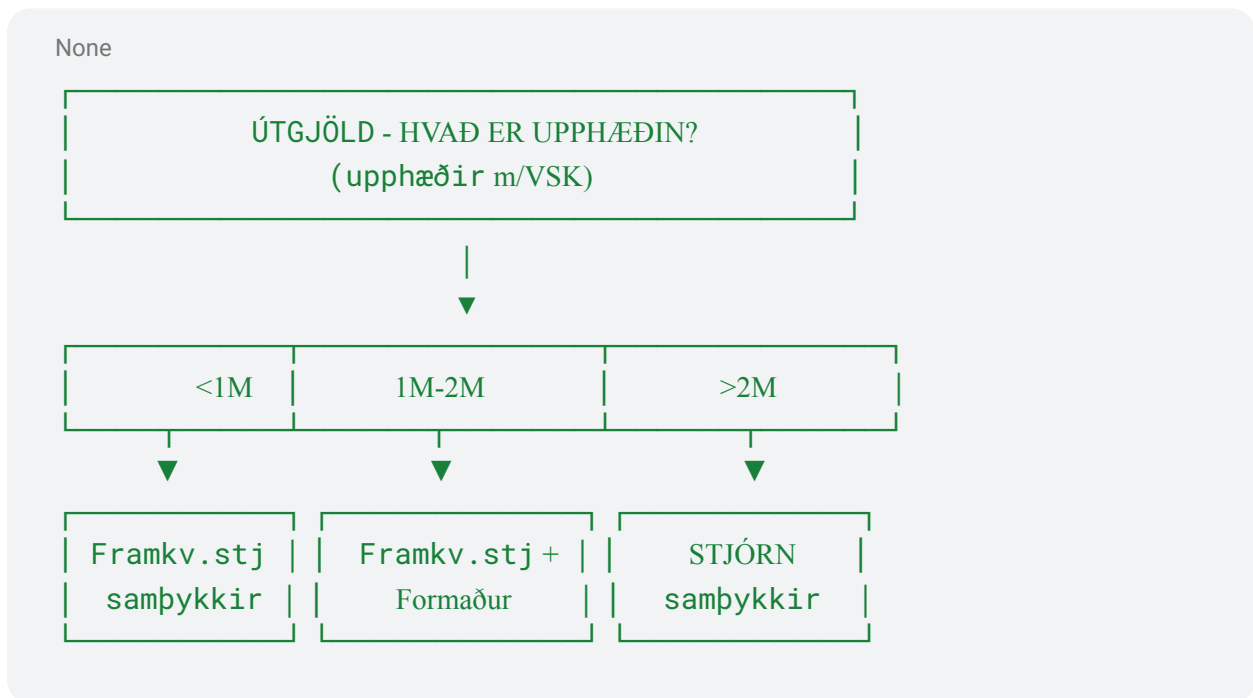 None
ÚTGJÖLD - HVAÐ ER UPPHÆÐIN?
(upphæðir m/VSK)
<1M 1M-2M >2M
Framkv.stj Framkv.stj + STJÓRN
samþykkir Formaður samþykkir